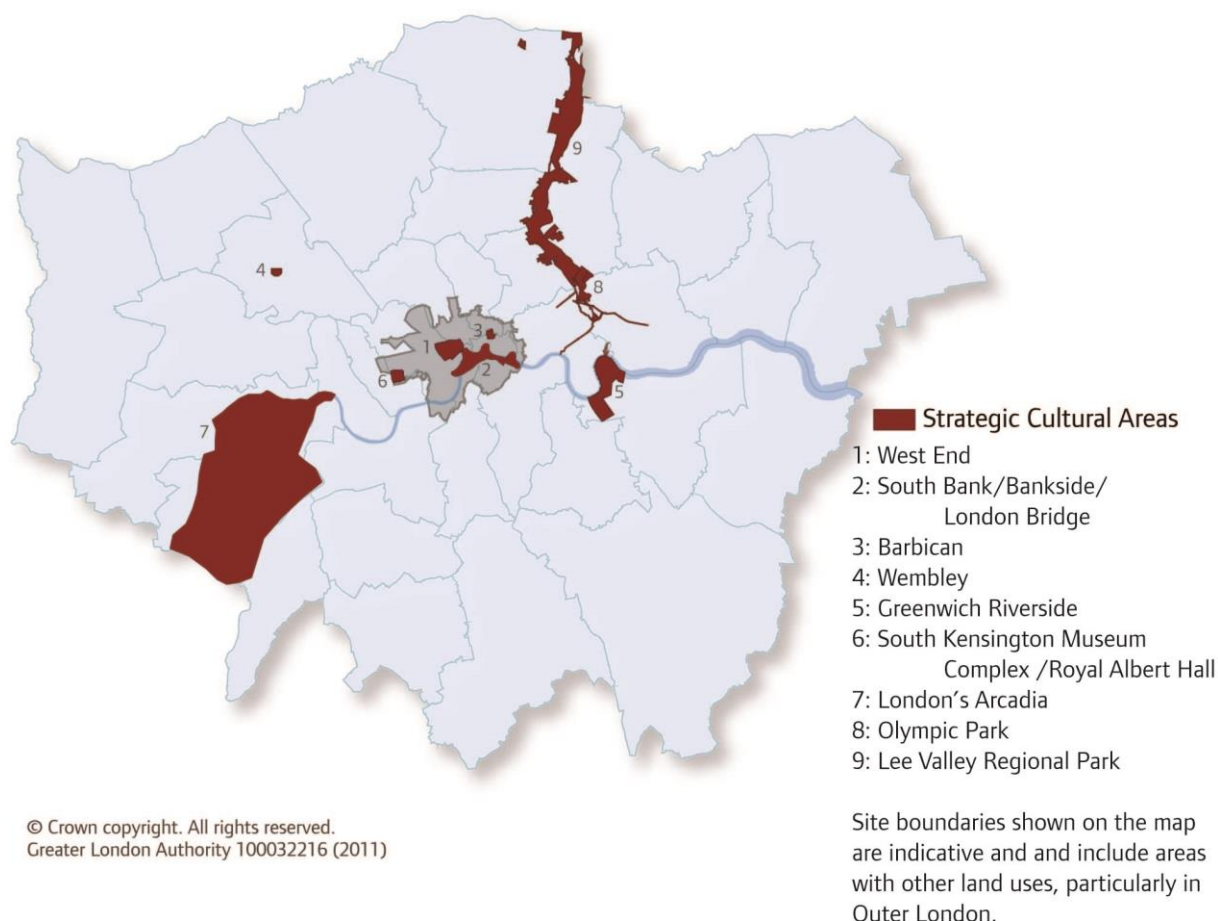 9
4
8
3
1
2
6
5
7
Strategic Cultural Areas
1: West End
2: South Bank/Bankside/
London Bridge
3: Barbican
4: Wembley
5: Greenwich Riverside
6: South Kensington Museum
Complex /Royal Albert Hall
7: London's Arcadia
8: Olympic Park
9: Lee Valley Regional Park
Site boundaries shown on the map
are indicative and and include areas
with other land uses, particularly in
Outer London.
© Crown copyright. All rights reserved.
Greater London Authority 100032216 (2011)